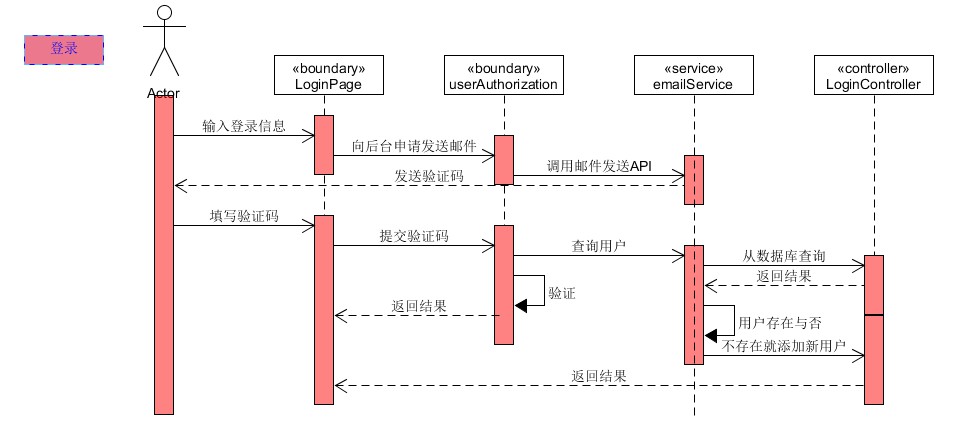 登录
Actor
«boundary»
LoginPage
«boundary»
userAuthorization
«service»
emailService
«controller»
LoginController
输入登录信息
向后台申请发送邮件
调用邮件发送API
发送验证码
填写验证码
提交验证码
查询用户
从数据库查询
返回结果
验证
返回结果
用户存在与否
不存在就添加新用户
返回结果